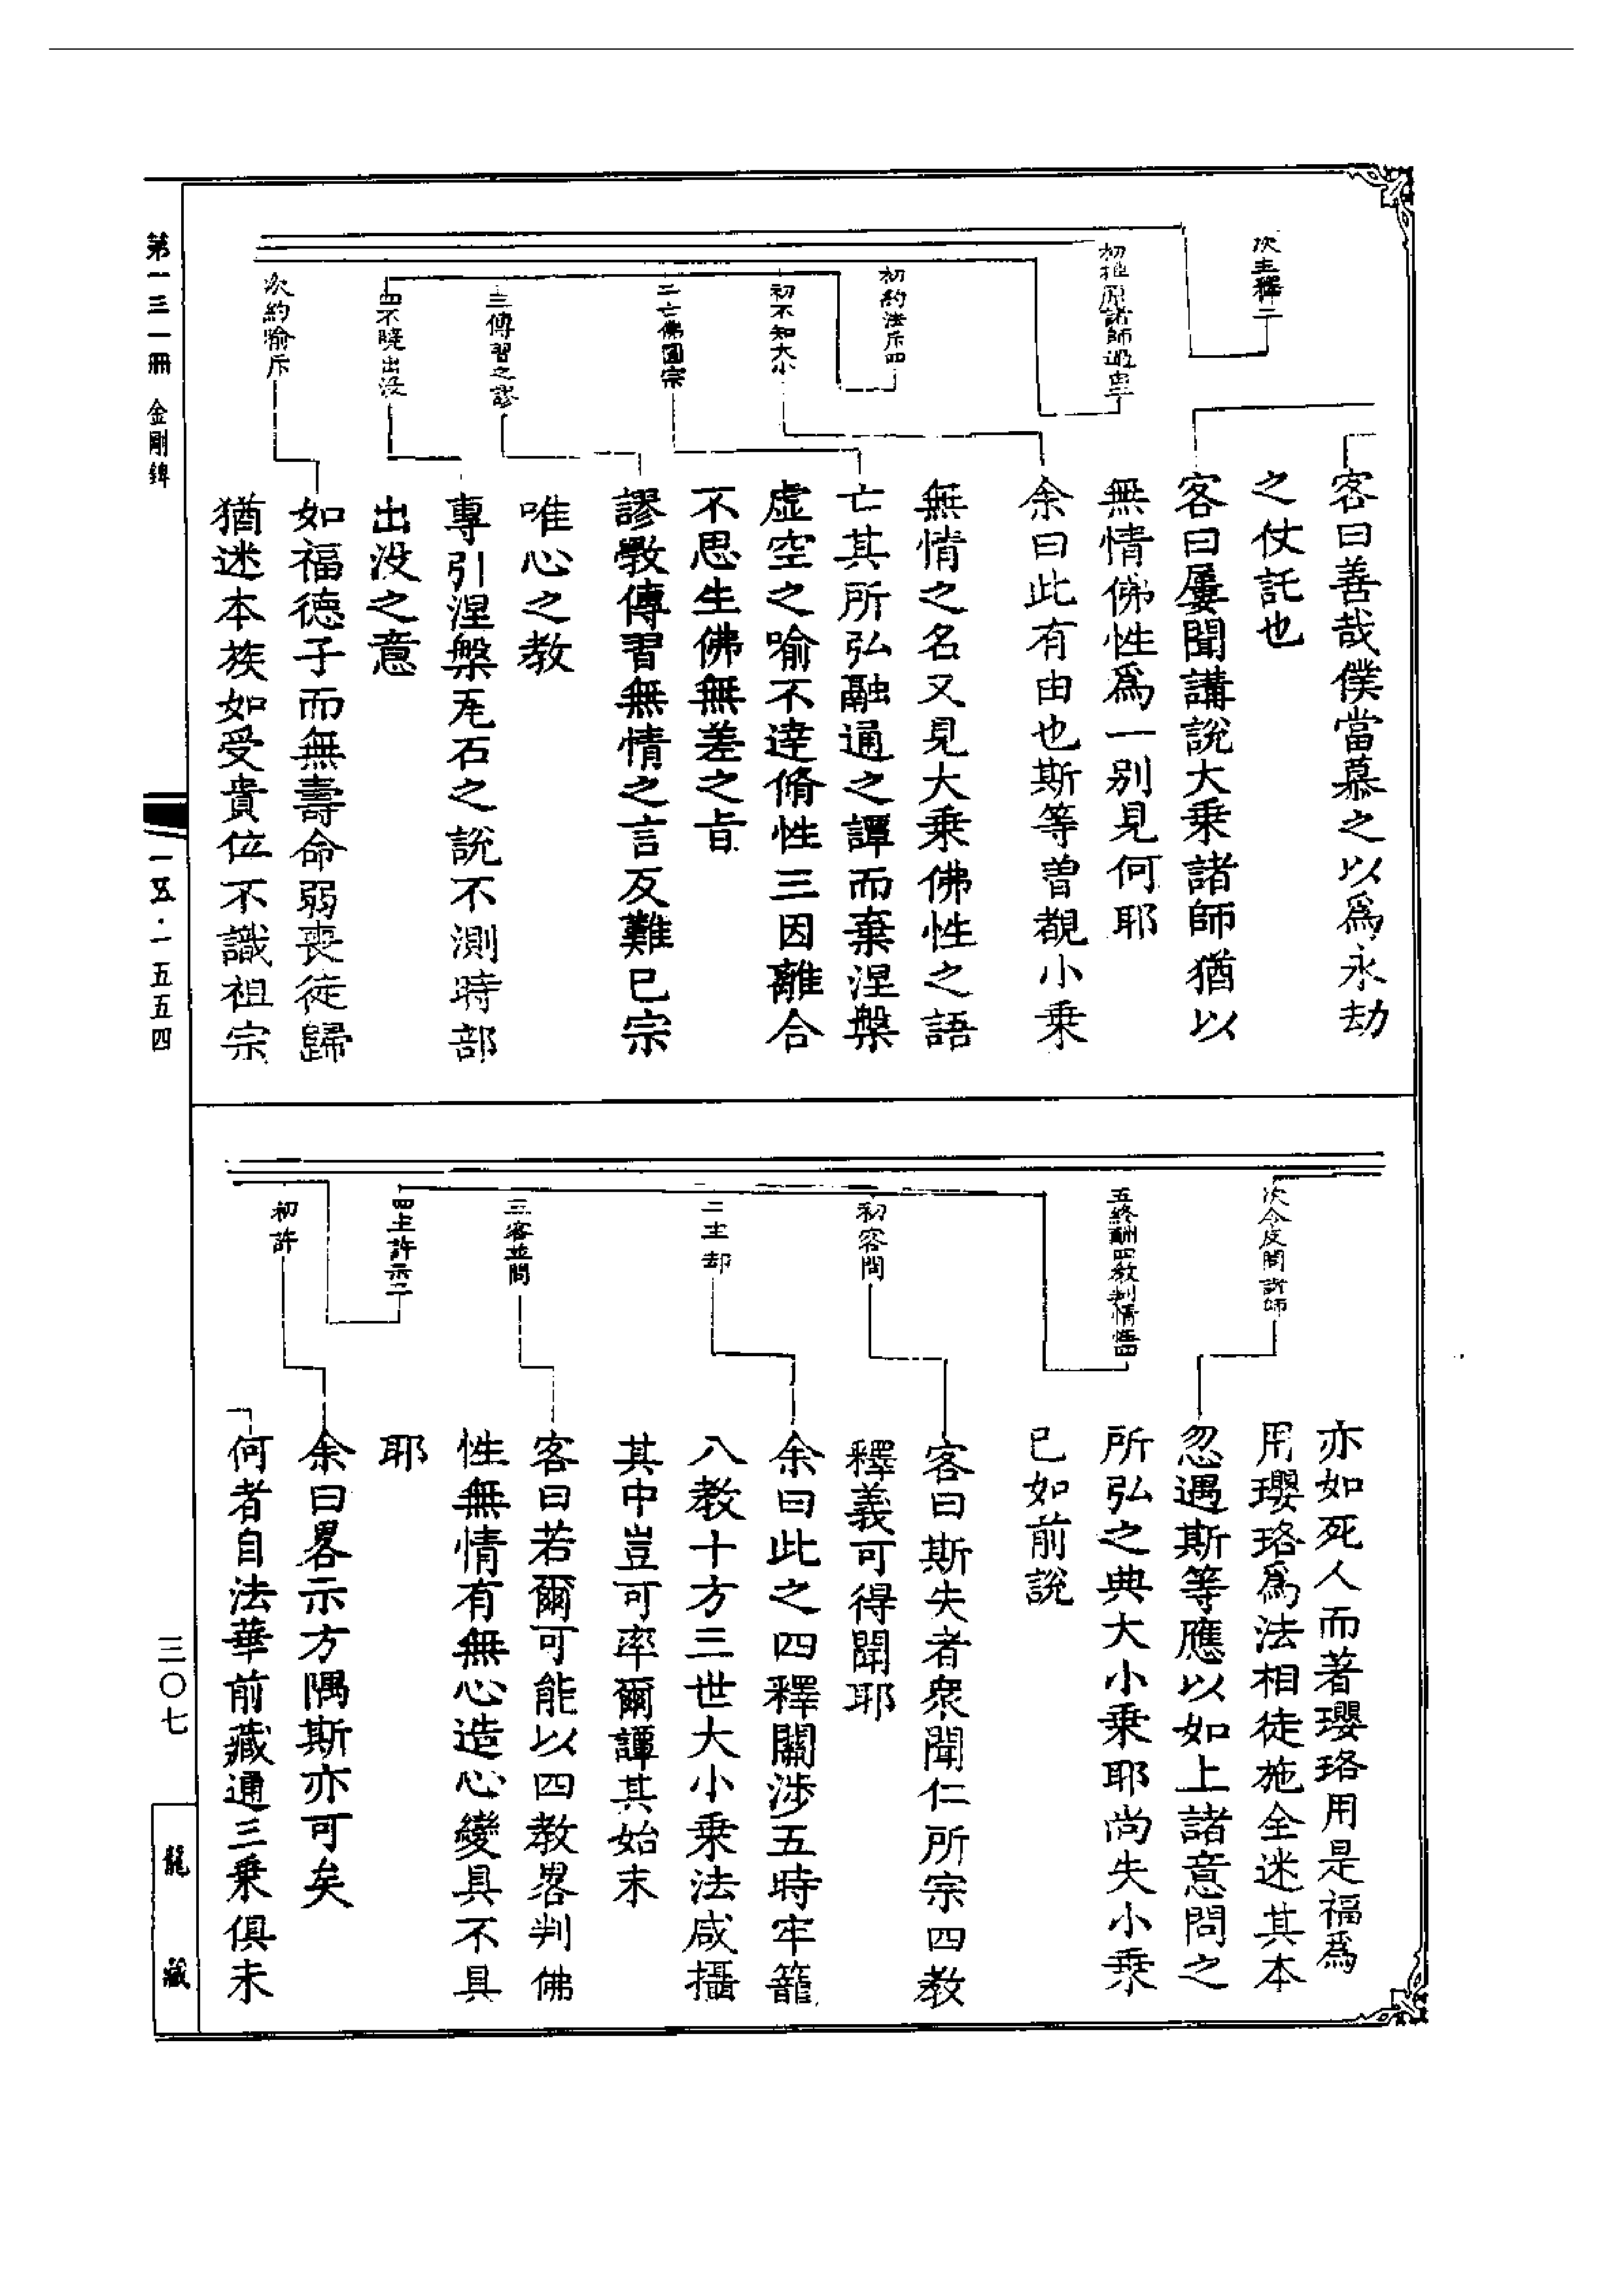 客曰善哉僕當慕之以爲永劫
之仗託也
客曰屢聞講說大乘諸師猶以
無情佛性爲一別見何耶
次主釋二
初推原諸師過牢
余曰此有由也斯等曽覩小乘
無情之名又見大乘佛性之語
初約法斥四
初不知大小
亡其所弘融通之譚而棄涅槃
虛空之喻不達脩性三因離合
不思生佛無差之旨
二亡佛圓宗
謬斆傳習無情之言反難已宗
唯心之教
三傳習之謬
專引涅槃瓦石之說不測時部
出沒之意
四不曉出沒
如福德子而無壽命弱喪徒歸
猶迷本族如受貴位不識祖宗
次約喻斥
第一三一冊 金剛錍
一五·一五五四
亦如死人而著瓔珞用是福爲
用瓔珞爲法相徒施全迷其本
次令反問諸師
忽遇斯等應以如上諸意問之
所弘之典大小乘耶尚失小乘
已如前說
五終酬四教判情悟四
初客問
客曰斯失者衆聞仁所宗四教
釋義可得聞耶
二主却
余曰此之四釋關涉五時牢籠
八教十方三世大小乘法咸攝
其中豈可率爾譚其始末
三客並問
客曰若爾可能以四教畧判佛
性無情有無心造心變具不具
耶
四主許示二
初許
余曰畧示方隅斯亦可矣
何者自法華前藏通三乘俱未
三〇七
龍藏